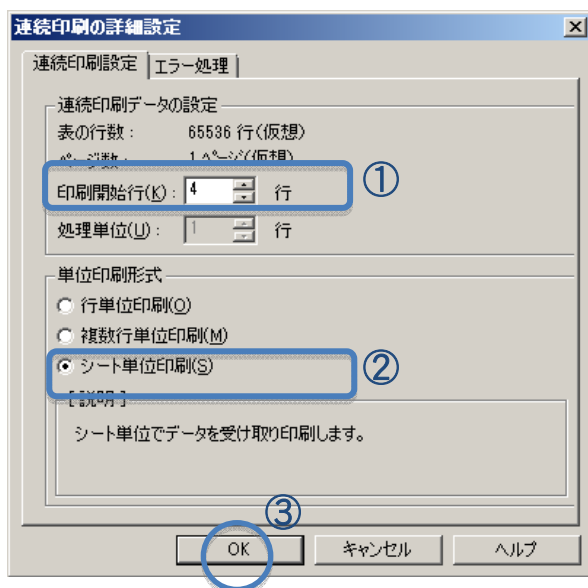 連続印刷の詳細設定
連続印刷設定 エラー処理
連続印刷データの設定
表の行数： 65536 行(仮想)
ページ数： 1 ページ(仮想)
印刷開始行(K)： 4 行 ①
処理単位(U)： 1 行
単位印刷形式
行単位印刷(O)
複数行単位印刷(M)
シート単位印刷(S) ②
[説明]
シート単位でデータを受け取り印刷します。
③
OK キャンセル ヘルプ